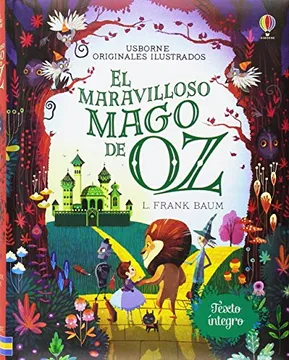 USBORNE
ORIGINALES ILUSTRADOS
EL
MARAVILLOSO
MAGO
DE
OZ
L. FRANK BAUM
Texto
íntegro